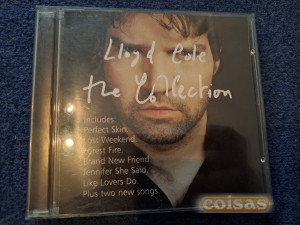 Lloyd Cole
the Collection
Includes:
Perfect Skin.
Lost Weekend.
Forest Fire.
Brand New Friend.
Jennifer She Said.
Like Lovers Do.
Plus two new songs.
coisas